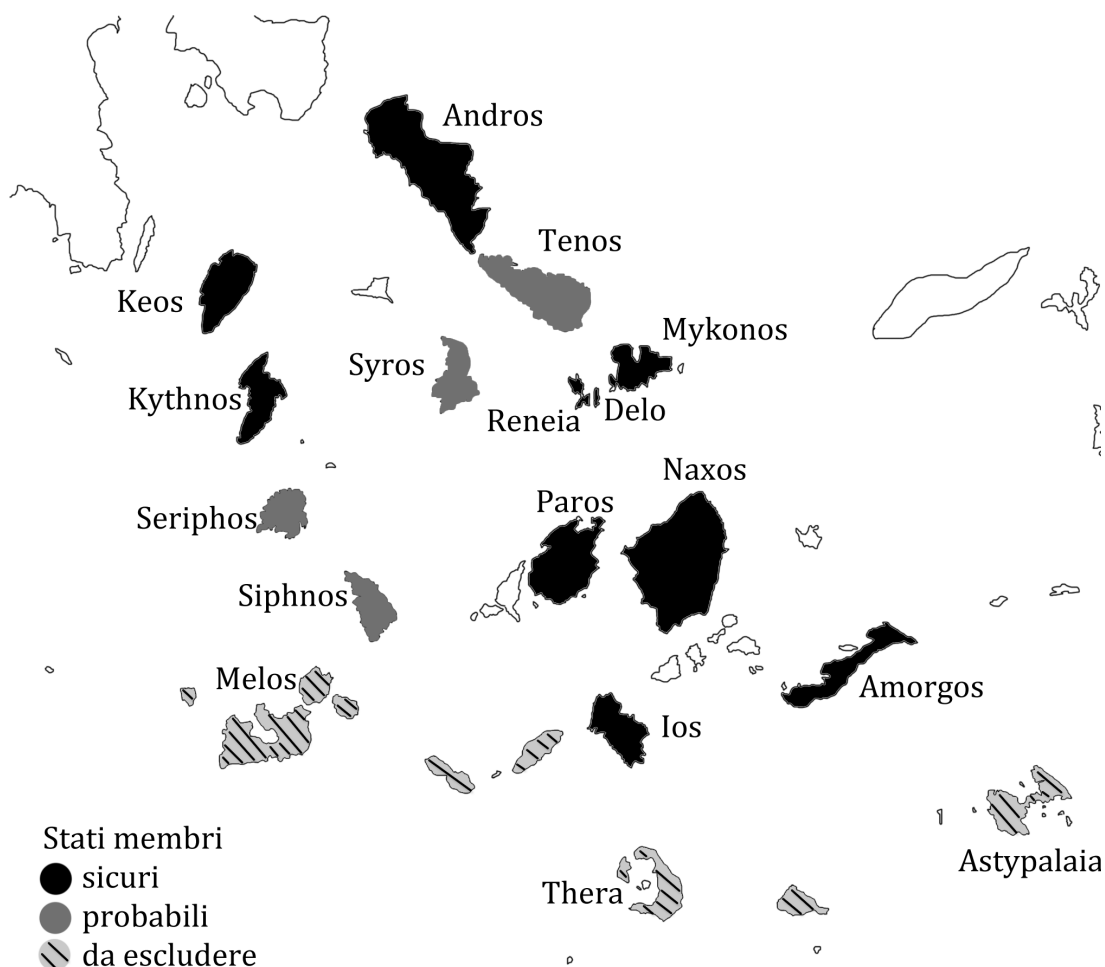 Andros
Tenos
Keos
Mykonos
Syros
Kythnos
Delo
Reneia
Naxos
Paros
Seriphos
Siphnos
Melos
Amorgos
Ios
Stati membri
sicuri
Astypalaia
Thera
probabili
da escludere